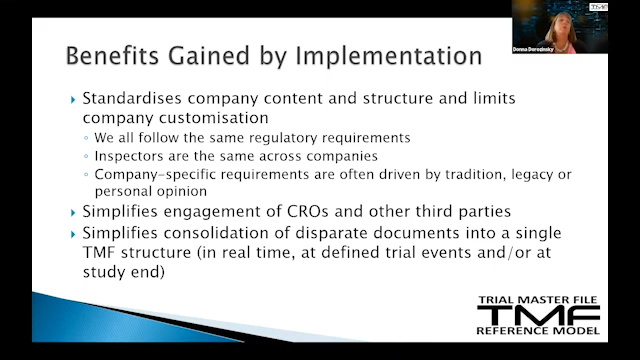 TMF
Donna Dorozinsky
Benefits Gained by Implementation
Standardises company content and structure and limits
company customisation
We all follow the same regulatory requirements
Inspectors are the same across companies
Company-specific requirements are often driven by tradition, legacy or
personal opinion
Simplifies engagement of CROs and other third parties
Simplifies consolidation of disparate documents into a single
TMF structure (in real time, at defined trial events and/or at
study end)
TRIAL MASTER FILE
TMF
REFERENCE MODEL